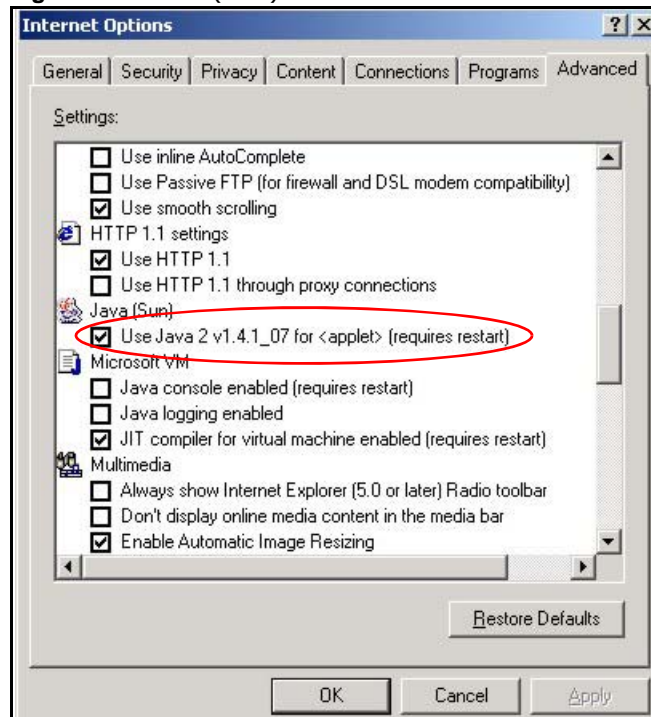 Internet Options
General Security Privacy Content Connections Programs Advanced
Settings:
Use inline AutoComplete
Use Passive FTP (for firewall and DSL modem compatibility)
Use smooth scrolling
HTTP 1.1 settings
Use HTTP 1.1
Use HTTP 1.1 through proxy connections
Java (Sun)
Use Java 2 v1.4.1_07 for <applet> (requires restart)
Microsoft VM
Java console enabled (requires restart)
Java logging enabled
JIT compiler for virtual machine enabled (requires restart)
Multimedia
Always show Internet Explorer (5.0 or later) Radio toolbar
Don't display online media content in the media bar
Enable Automatic Image Resizing
Restore Defaults
OK Cancel Apply